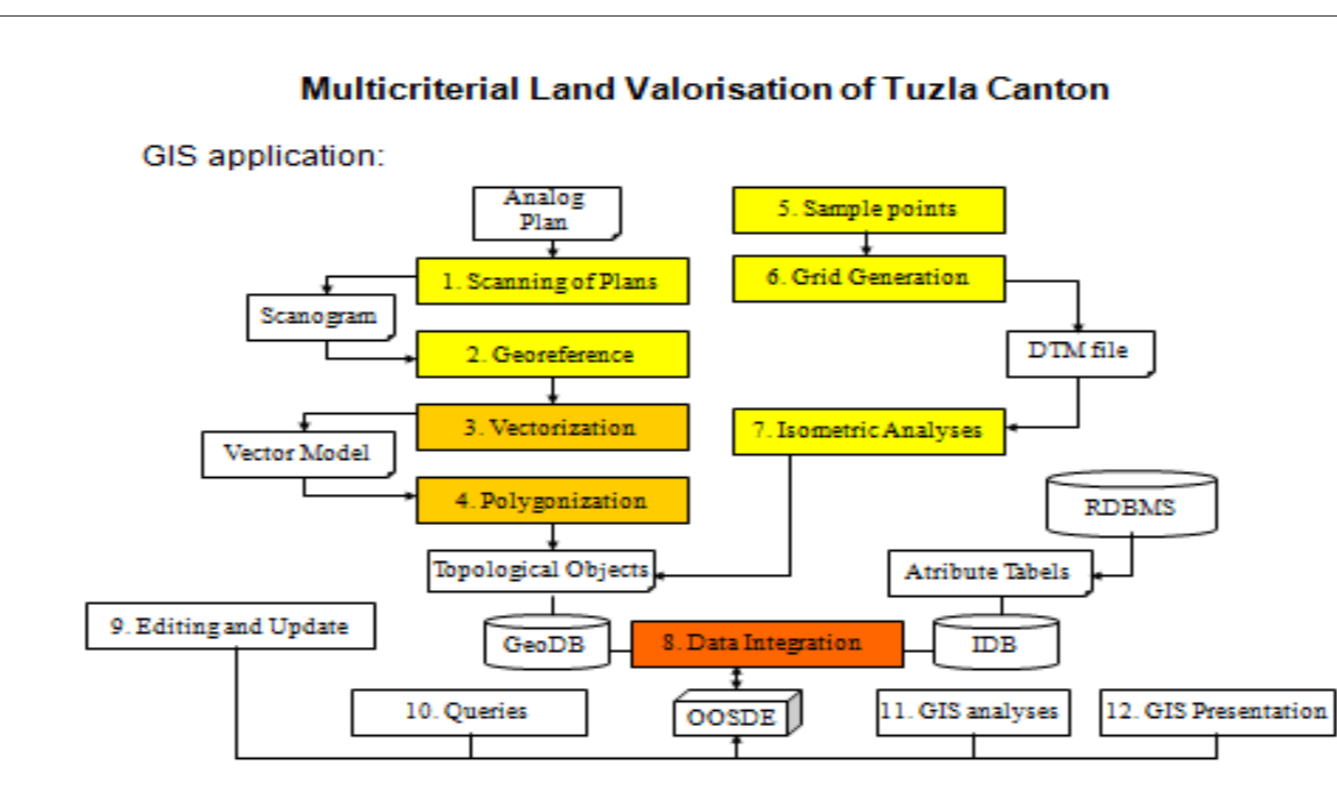 Multicriterial Land Valorisation of Tuzla Canton
GIS application:
Analog
Plan
5. Sample points
1. Scanning of Plans
6. Grid Generation
Scanogram
2. Georeference
DTM file
3. Vectorization
7. Isometric Analyses
Vector Model
4. Polygonization
RDBMS
Topological Objects
Atribute Tabels
9. Editing and Update
GeoDB
8. Data Integration
IDB
10. Queries
OOSDE
11. GIS analyses
12. GIS Presentation